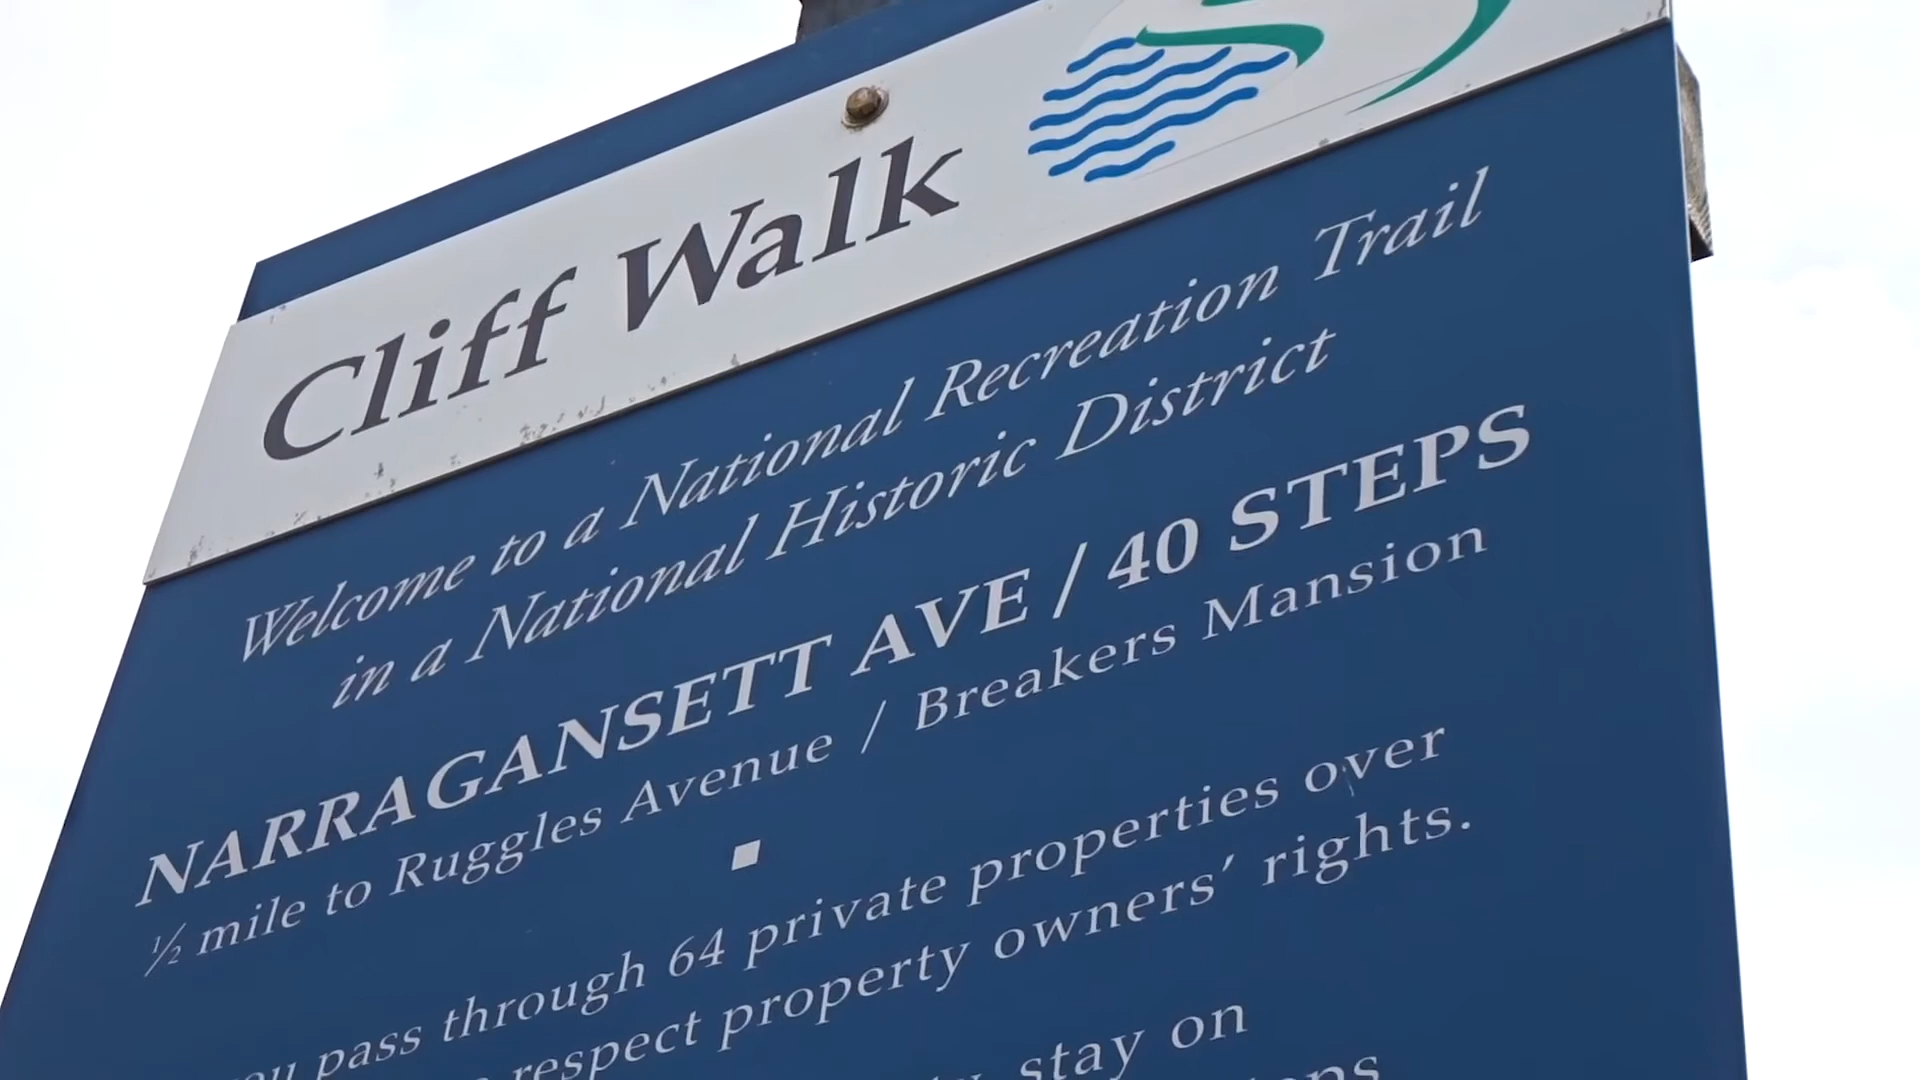 Cliff Walk
Welcome to a National Recreation Trail
in a National Historic District
NARRAGANSETT AVE / 40 STEPS
½ mile to Ruggles Avenue / Breakers Mansion
pass through 64 private properties over
respect property owners’ rights.
stay on